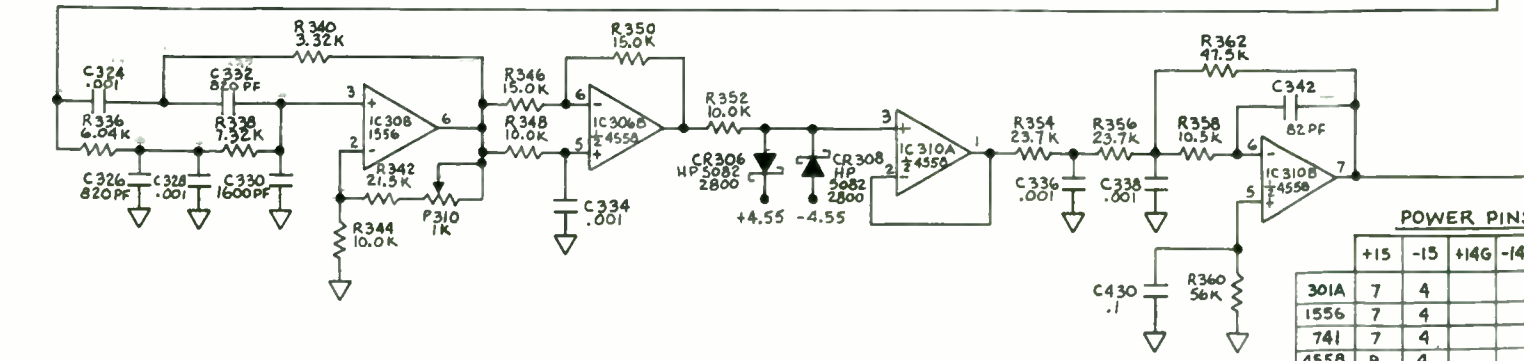 R340
3.32K
C324
.001
C332
820PF
R336
6.04K
R338
7.32K
C326
820PF
C328
.001
C330
1600PF
3
+
IC308
1556
6
2
-
R342
21.5K
P310
1K
R344
10.0K
R346
15.0K
R348
10.0K
R350
15.0K
6
-
IC306B
½ 4558
5
+
C334
.001
R352
10.0K
CR306
HP 5082
2800
+4.55
CR308
HP
5082
2800
-4.55
3
+
IC310A
½ 4558
1
2
-
R354
23.7K
R356
23.7K
C336
.001
C338
.001
R358
10.5K
R362
47.5K
C342
82PF
6
-
IC310B
½
4558
7
5
+
C430
.1
R360
56K
POWER PINS
+15 -15 +14G -14
301A 7 4
1556 7 4
741 7 4
4558 8 4